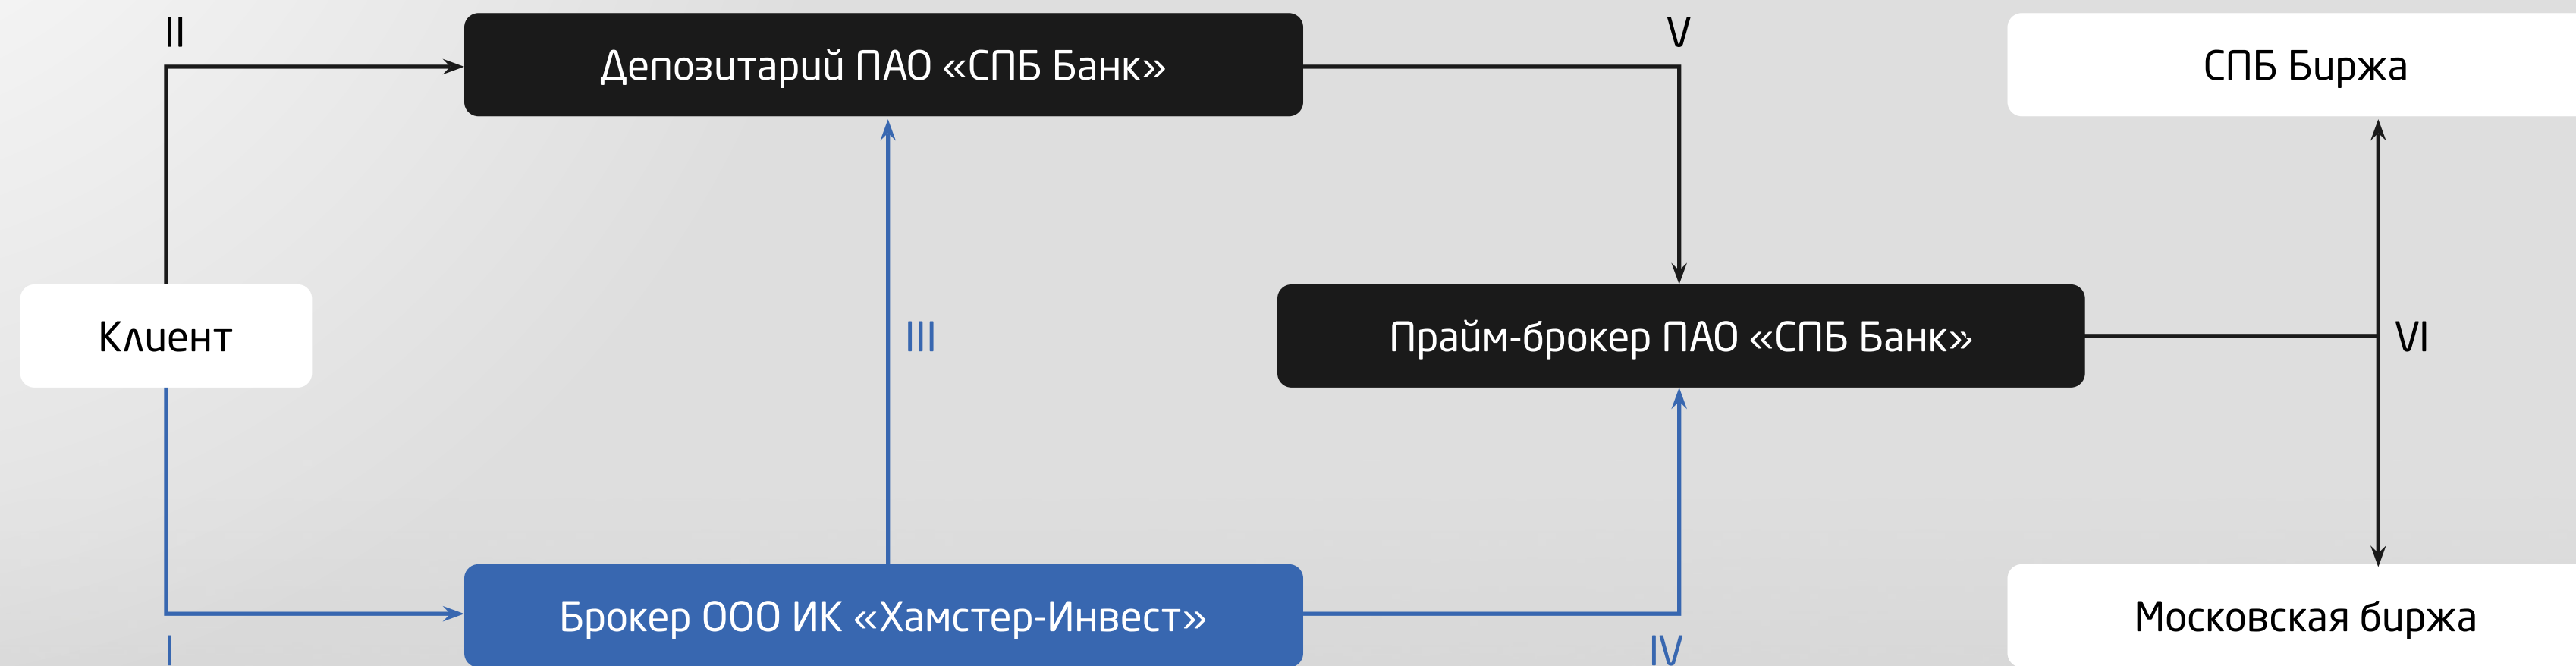 II
Депозитарий ПАО «СПБ Банк»
V
СПБ Биржа
Клиент
III
Прайм-брокер ПАО «СПБ Банк»
VI
Брокер ООО ИК «Хамстер-Инвест»
Московская биржа
I
IV